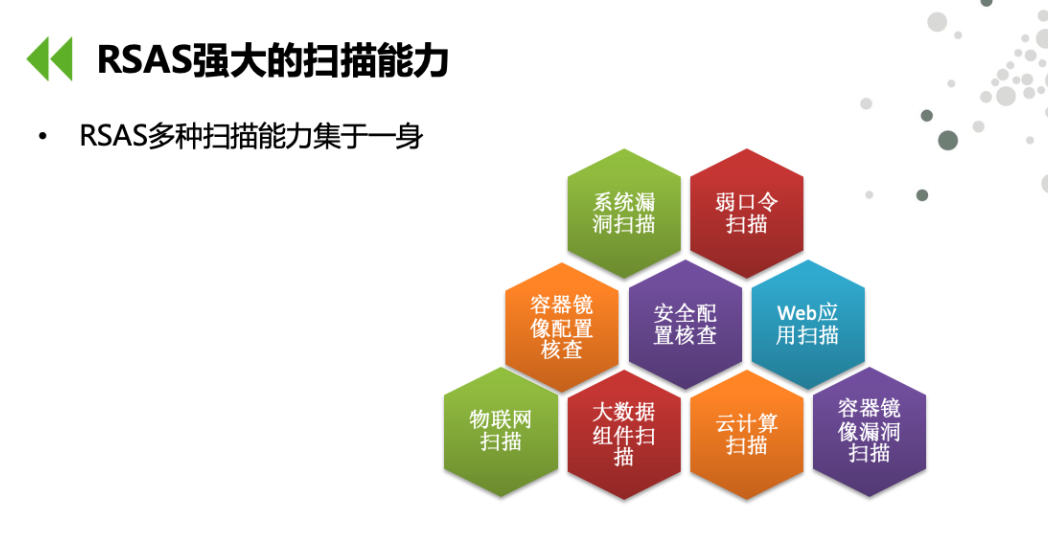 RSAS强大的扫描能力
• RSAS多种扫描能力集于一身
系统漏
洞扫描
弱口令
扫描
容器镜
像配置
核查
安全配
置核查
Web应
用扫描
物联网
扫描
大数据
组件扫
描
云计算
扫描
容器镜
像漏洞
扫描